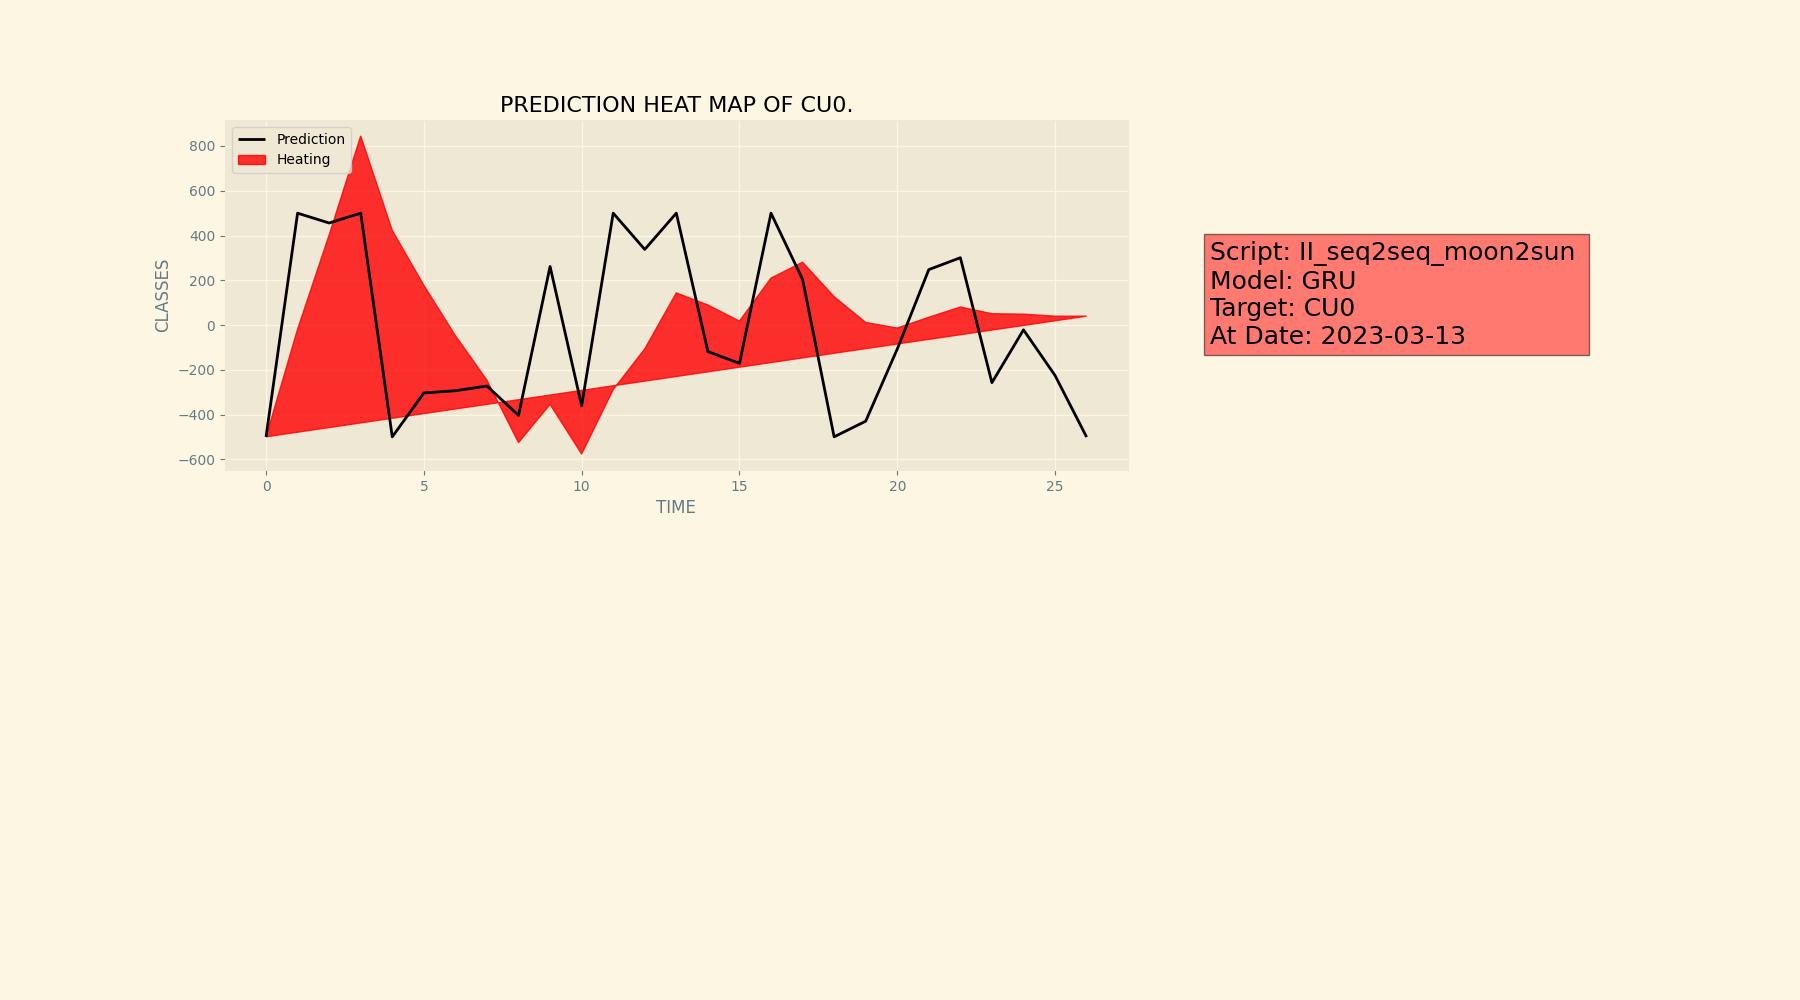 PREDICTION HEAT MAP OF CU0.
Prediction
Heating
800
600
400
200
0
−200
−400
−600
CLASSES
0 5 10 15 20 25
TIME
Script: II_seq2seq_moon2sun
Model: GRU
Target: CU0
At Date: 2023-03-13